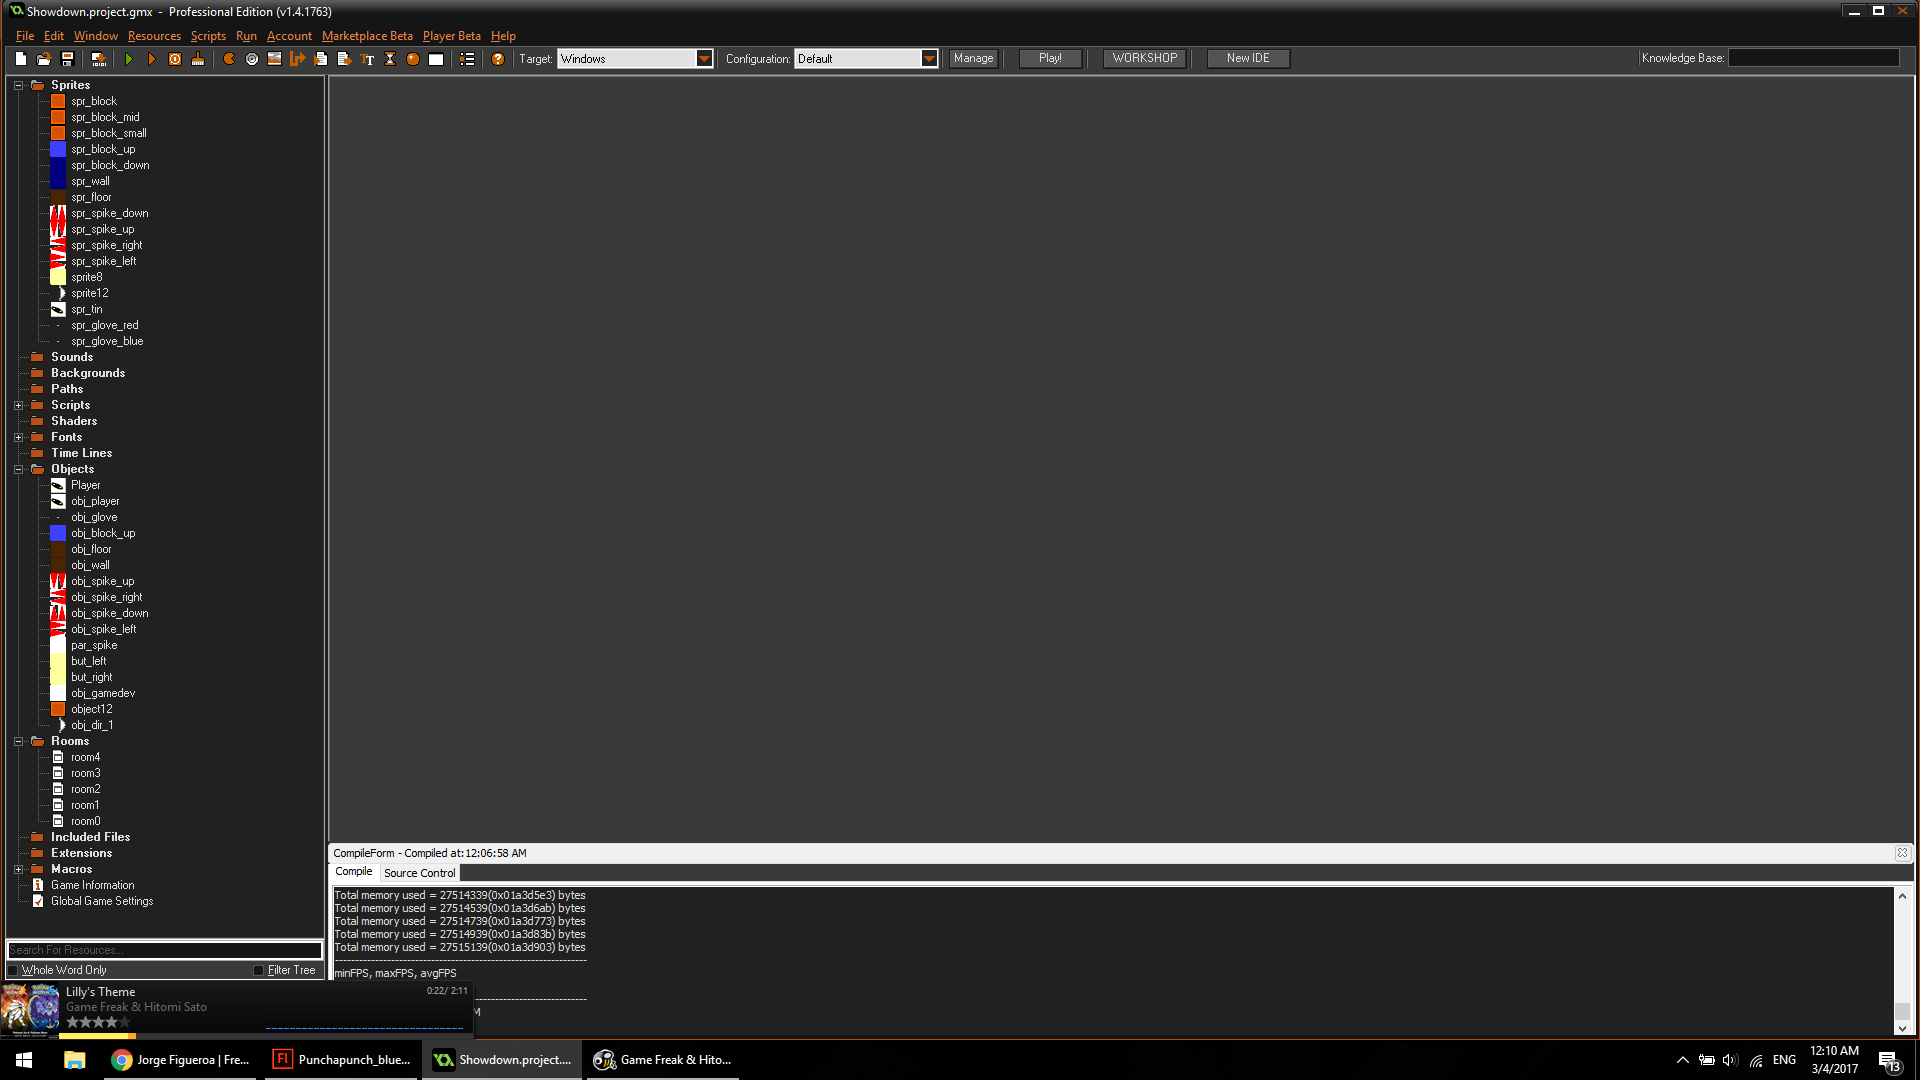 Showdown.project.gmx - Professional Edition (v1.4.1763)
File Edit Window Resources Scripts Run Account Marketplace Beta Player Beta Help
Target: Windows Configuration: Default Manage Play! WORKSHOP New IDE Knowledge Base:
Sprites
spr_block
spr_block_mid
spr_block_small
spr_block_up
spr_block_down
spr_wall
spr_floor
spr_spike_down
spr_spike_up
spr_spike_right
spr_spike_left
sprite8
sprite12
spr_tin
spr_glove_red
spr_glove_blue
Sounds
Backgrounds
Paths
Scripts
Shaders
Fonts
Time Lines
Objects
Player
obj_player
obj_glove
obj_block_up
obj_floor
obj_wall
obj_spike_up
obj_spike_right
obj_spike_down
obj_spike_left
par_spike
but_left
but_right
obj_gamedev
object12
obj_dir_1
Rooms
room4
room3
room2
room1
room0
Included Files
Extensions
Macros
Game Information
Global Game Settings
Search For Resources...
Whole Word Only Filter Tree
CompileForm - Compiled at:12:06:58 AM
Compile Source Control
Total memory used = 27514339(0x01a3d5e3) bytes
Total memory used = 27514539(0x01a3d6ab) bytes
Total memory used = 27514739(0x01a3d773) bytes
Total memory used = 27514939(0x01a3d83b) bytes
Total memory used = 27515139(0x01a3d903) bytes
minFPS, maxFPS, avgFPS
M
Lilly's Theme 0:22/ 2:11
Game Freak & Hitomi Sato
Jorge Figueroa | Fre...
Punchapunch_blue...
Showdown.project....
Game Freak & Hito...
ENG
12:10 AM
3/4/2017
13